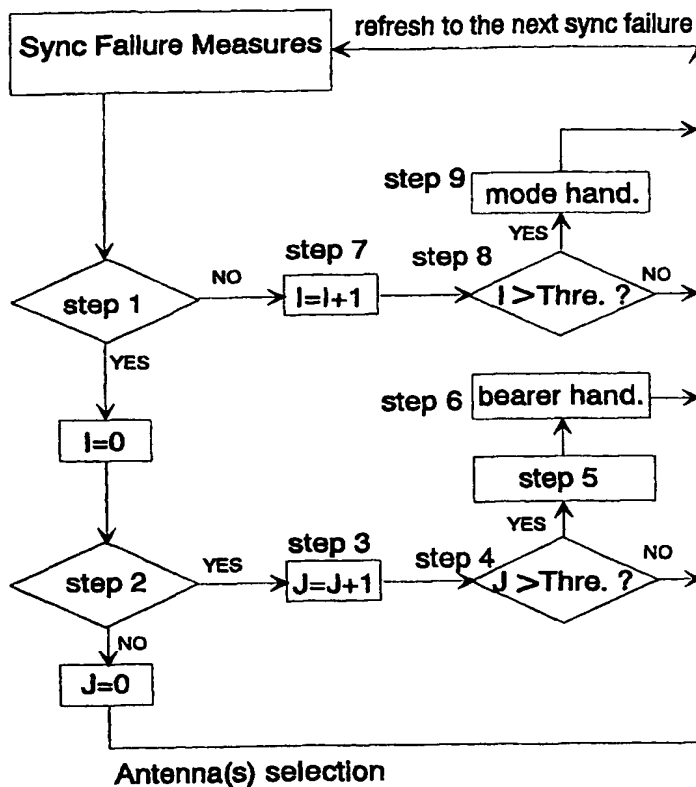 refresh to the next sync failure
Sync Failure Measures
step 9
mode hand.
YES
step 7
step 8
step 1
NO
I=I+1
I >Thre. ?
NO
YES
step 6
bearer hand.
I=0
step 5
YES
step 3
step 4
step 2
YES
J=J+1
J >Thre. ?
NO
NO
J=0
Antenna(s) selection